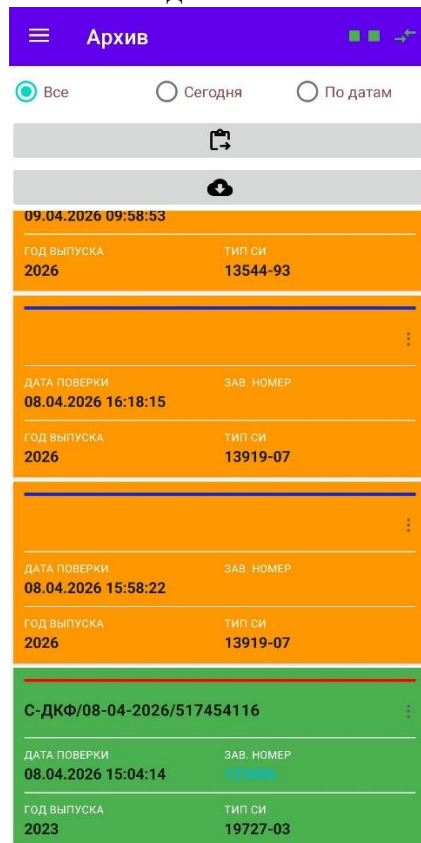 Архив
Все Сегодня По датам
09.04.2026 09:58:53
ГОД ВЫПУСКА ТИП СИ
2026 13544-93
ДАТА ПОВЕРКИ ЗАВ. НОМЕР
08.04.2026 16:18:15
ГОД ВЫПУСКА ТИП СИ
2026 13919-07
ДАТА ПОВЕРКИ ЗАВ. НОМЕР
08.04.2026 15:58:22
ГОД ВЫПУСКА ТИП СИ
2026 13919-07
С-ДКФ/08-04-2026/517454116
ДАТА ПОВЕРКИ ЗАВ. НОМЕР
08.04.2026 15:04:14
ГОД ВЫПУСКА ТИП СИ
2023 19727-03